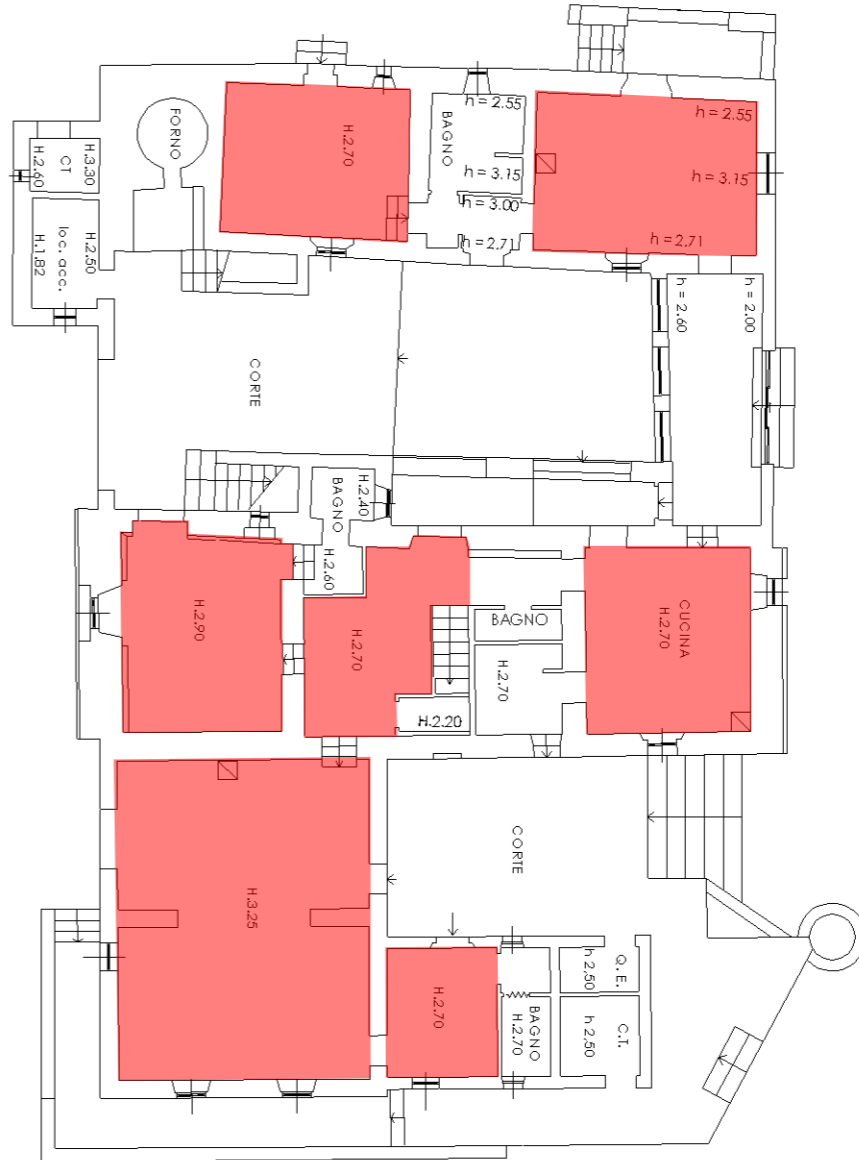 h = 2.55
BAGNO
h = 2.55
FORNO
H.2.70
h = 3.15
h = 3.15
H.3.30
CT
H.2.60
h = 3.00
h = 2.71
h = 2.71
H.2.50
loc. acc.
H.1.82
h = 2.60
h = 2.00
CORTE
H.2.40
BAGNO
H.2.60
H.2.90
H.2.70
BAGNO
CUCINA
H.2.70
H.2.70
H.2.20
CORTE
H.3.25
H.2.70
BAGNO
H.2.70
Q.E.
h 2.50
C.T.
h 2.50